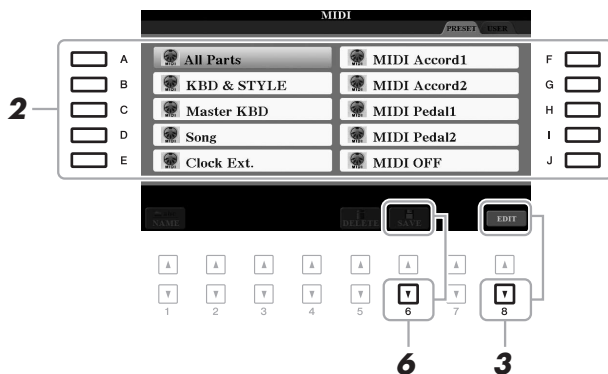 MIDI
PRESET USER
A All Parts MIDI Accord1 F
B KBD & STYLE MIDI Accord2 G
2 C Master KBD MIDI Pedal1 H
D Song MIDI Pedal2 I
E Clock Ext. MIDI OFF J
NAME DELETE SAVE EDIT
1 2 3 4 5 6 7 8
6 3